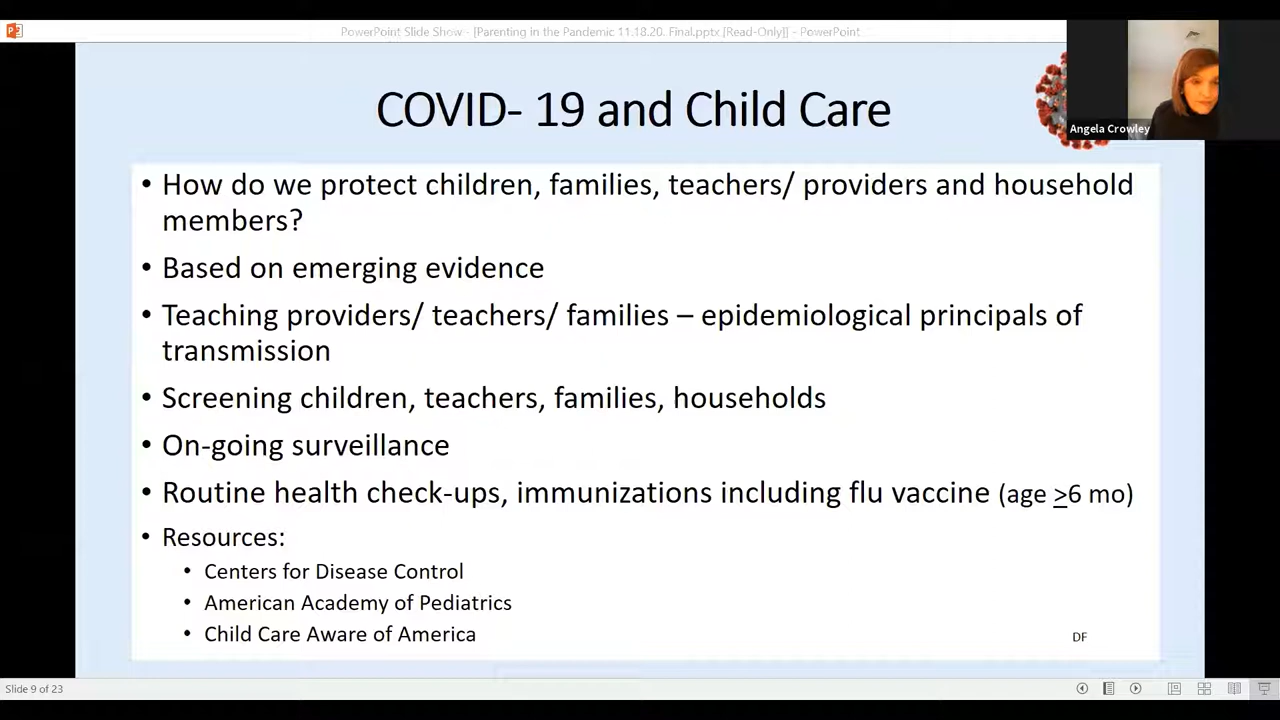 PowerPoint Slide Show - [Parenting in the Pandemic 11.18.20. Final.pptx [Read-Only]] - PowerPoint
Angela Crowley
COVID- 19 and Child Care
• How do we protect children, families, teachers/ providers and household
members?
• Based on emerging evidence
• Teaching providers/ teachers/ families – epidemiological principals of
transmission
• Screening children, teachers, families, households
• On-going surveillance
• Routine health check-ups, immunizations including flu vaccine (age ≥6 mo)
• Resources:
• Centers for Disease Control
• American Academy of Pediatrics
• Child Care Aware of America
DF
Slide 9 of 23